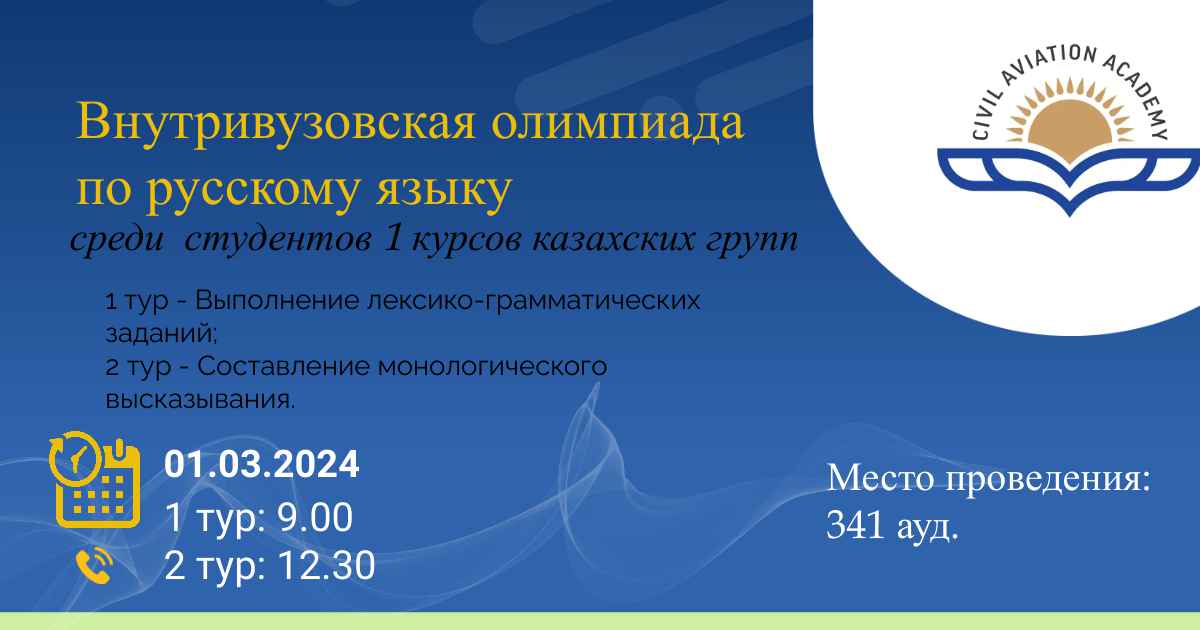 CIVIL AVIATION ACADEMY
Внутривузовская олимпиада
по русскому языку
среди студентов 1 курсов казахских групп
1 тур - Выполнение лексико-грамматических
заданий;
2 тур - Составление монологического
высказывания.
01.03.2024
1 тур: 9.00
2 тур: 12.30
Место проведения:
341 ауд.